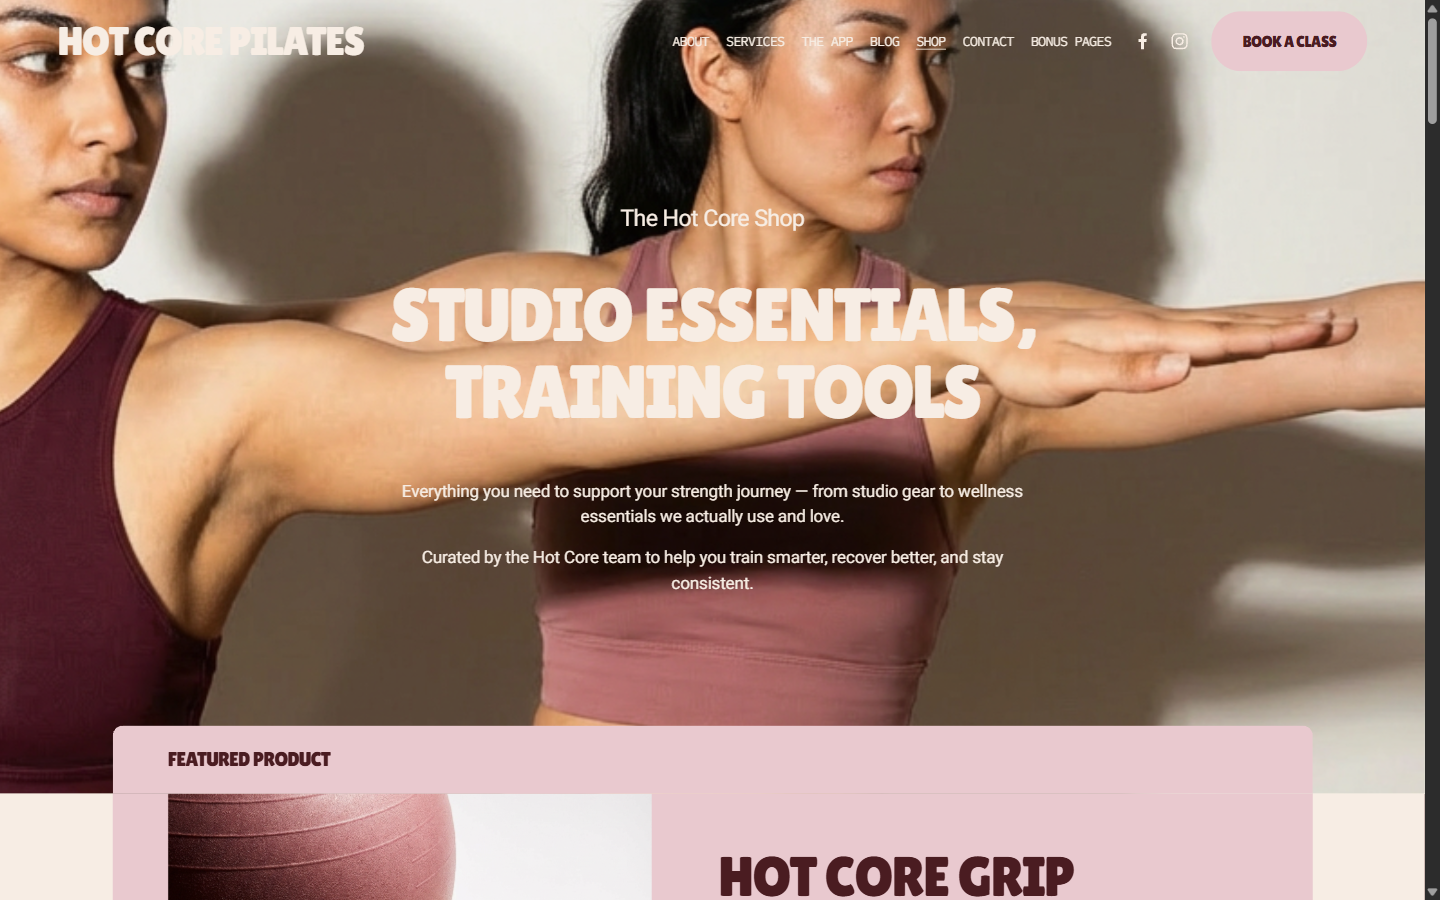 HOT CORE PILATES
ABOUT SERVICES THE APP BLOG SHOP CONTACT BONUS PAGES
BOOK A CLASS
The Hot Core Shop
STUDIO ESSENTIALS,
TRAINING TOOLS
Everything you need to support your strength journey — from studio gear to wellness
essentials we actually use and love.
Curated by the Hot Core team to help you train smarter, recover better, and stay
consistent.
FEATURED PRODUCT
HOT CORE GRIP